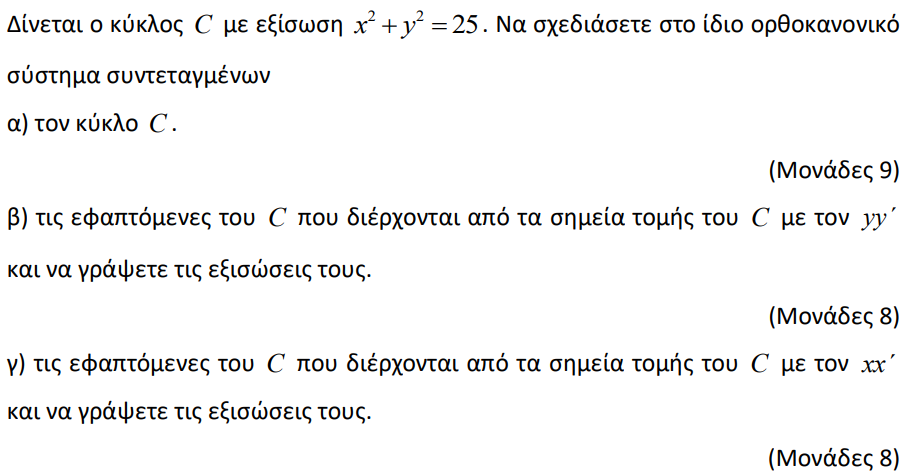 Δίνεται ο κύκλος C με εξίσωση x² + y² = 25. Να σχεδιάσετε στο ίδιο ορθοκανονικό
σύστημα συντεταγμένων
α) τον κύκλο C.
(Μονάδες 9)
β) τις εφαπτόμενες του C που διέρχονται από τα σημεία τομής του C με τον yy΄
και να γράψετε τις εξισώσεις τους.
(Μονάδες 8)
γ) τις εφαπτόμενες του C που διέρχονται από τα σημεία τομής του C με τον xx΄
και να γράψετε τις εξισώσεις τους.
(Μονάδες 8)